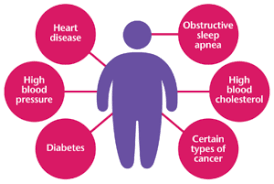 Heart
disease
Obstructive
sleep
apnea
High
blood
pressure
High
blood
cholesterol
Diabetes
Certain
types of
cancer